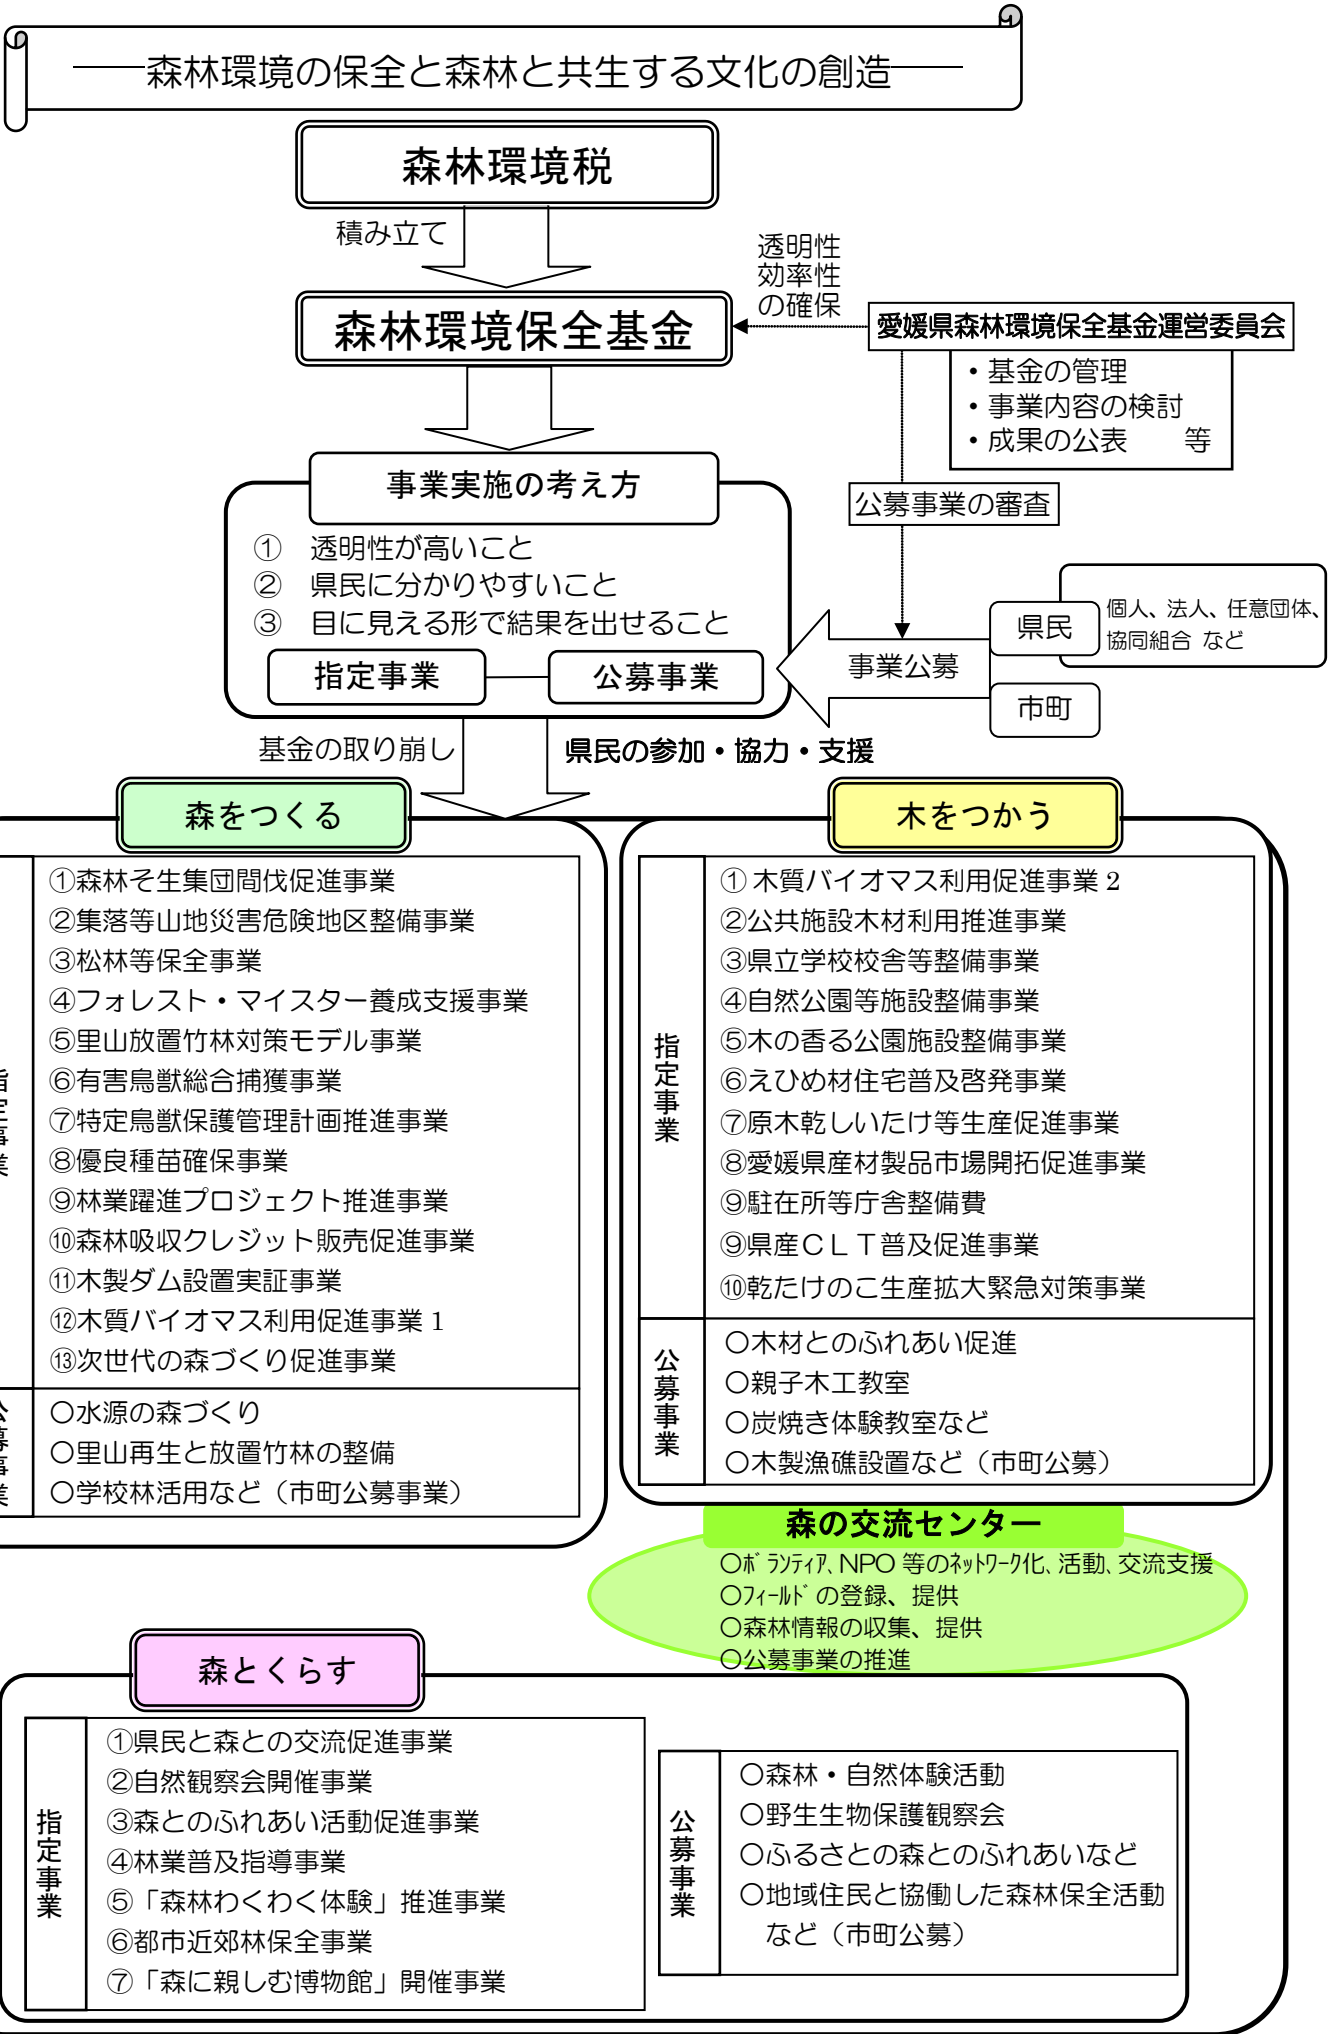 ――森林環境の保全と森林と共生する文化の創造――
森林環境税
積み立て
透明性
効率性
の確保
森林環境保全基金
愛媛県森林環境保全基金運営委員会
・基金の管理
・事業内容の検討
・成果の公表　　等
事業実施の考え方
公募事業の審査
①　透明性が高いこと
②　県民に分かりやすいこと
③　目に見える形で結果を出せること
指定事業
公募事業
事業公募
県民
個人、法人、任意団体、
協同組合 など
市町
基金の取り崩し
県民の参加・協力・支援
森をつくる
指定事業
①森林そ生集団間伐促進事業
②集落等山地災害危険地区整備事業
③松林等保全事業
④フォレスト・マイスター養成支援事業
⑤里山放置竹林対策モデル事業
⑥有害鳥獣総合捕獲事業
⑦特定鳥獣保護管理計画推進事業
⑧優良種苗確保事業
⑨林業躍進プロジェクト推進事業
⑩森林吸収クレジット販売促進事業
⑪木製ダム設置実証事業
⑫木質バイオマス利用促進事業 1
⑬次世代の森づくり促進事業
公募事業
○水源の森づくり
○里山再生と放置竹林の整備
○学校林活用など（市町公募事業）
木をつかう
指定事業
① 木質バイオマス利用促進事業 2
②公共施設木材利用推進事業
③県立学校校舎等整備事業
④自然公園等施設整備事業
⑤木の香る公園施設整備事業
⑥えひめ材住宅普及啓発事業
⑦原木乾しいたけ等生産促進事業
⑧愛媛県産材製品市場開拓促進事業
⑨駐在所等庁舎整備費
⑨県産ＣＬＴ普及促進事業
⑩乾たけのこ生産拡大緊急対策事業
公募事業
○木材とのふれあい促進
○親子木工教室
○炭焼き体験教室など
○木製漁礁設置など（市町公募）
森の交流センター
○ﾎﾞﾗﾝﾃｨｱ、NPO 等のﾈｯﾄﾜｰｸ化、活動、交流支援
○ﾌｨｰﾙﾄﾞの登録、提供
○森林情報の収集、提供
○公募事業の推進
森とくらす
指定事業
①県民と森との交流促進事業
②自然観察会開催事業
③森とのふれあい活動促進事業
④林業普及指導事業
⑤「森林わくわく体験」推進事業
⑥都市近郊林保全事業
⑦「森に親しむ博物館」開催事業
公募事業
○森林・自然体験活動
○野生生物保護観察会
○ふるさとの森とのふれあいなど
○地域住民と協働した森林保全活動
など（市町公募）